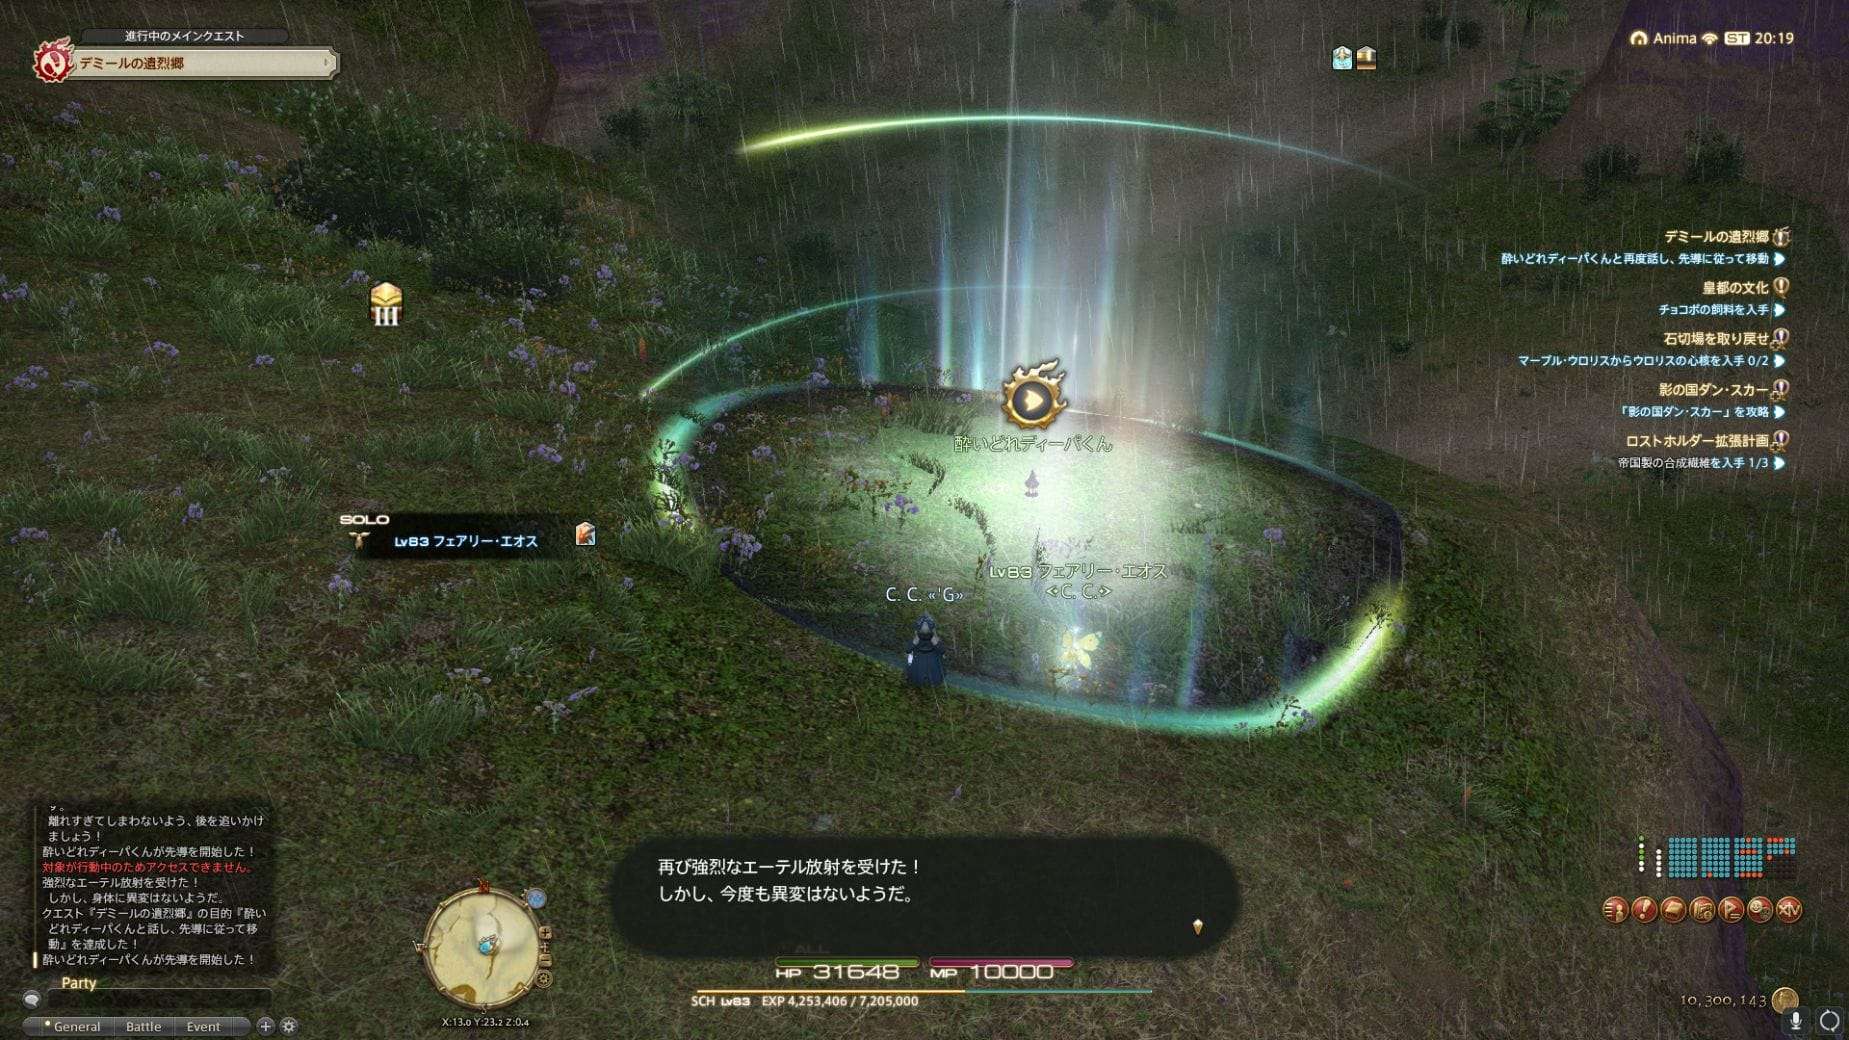 進行中のメインクエスト
デミールの遺烈郷
Anima ST 20:19
デミールの遺烈郷
酔いどれディーパくんと再度話し、先導に従って移動
皇都の文化
チョコボの飼料を入手
石切場を取り戻せ
マーブル・ウロリスからウロリスの心核を入手 0/2
影の国ダン・スカー
「影の国ダン・スカー」を攻略
ロストホルダー拡張計画
帝国製の合成繊維を入手 1/3
III
酔いどれディーパくん
SOLO
Lv83 フェアリー・エオス
Lv83 フェアリー・エオス
<C. C.>
C. C. «'G»
す。
離れすぎてしまわないよう、後を追いかけ
ましょう！
酔いどれディーパくんが先導を開始した！
対象が行動中のためアクセスできません。
強烈なエーテル放射を受けた！
しかし、身体に異変はないようだ。
クエスト『デミールの遺烈郷』の目的『酔い
どれディーパくんと話し、先導に従って移
動』を達成した！
酔いどれディーパくんが先導を開始した！
Party
General Battle Event
X:13.0 Y:23.2 Z:0.4
再び強烈なエーテル放射を受けた！
しかし、今度も異変はないようだ。
ALL
HP 31648 MP 10000
SCH Lv83 EXP 4,253,406 / 7,205,000
XIV
10,300,143